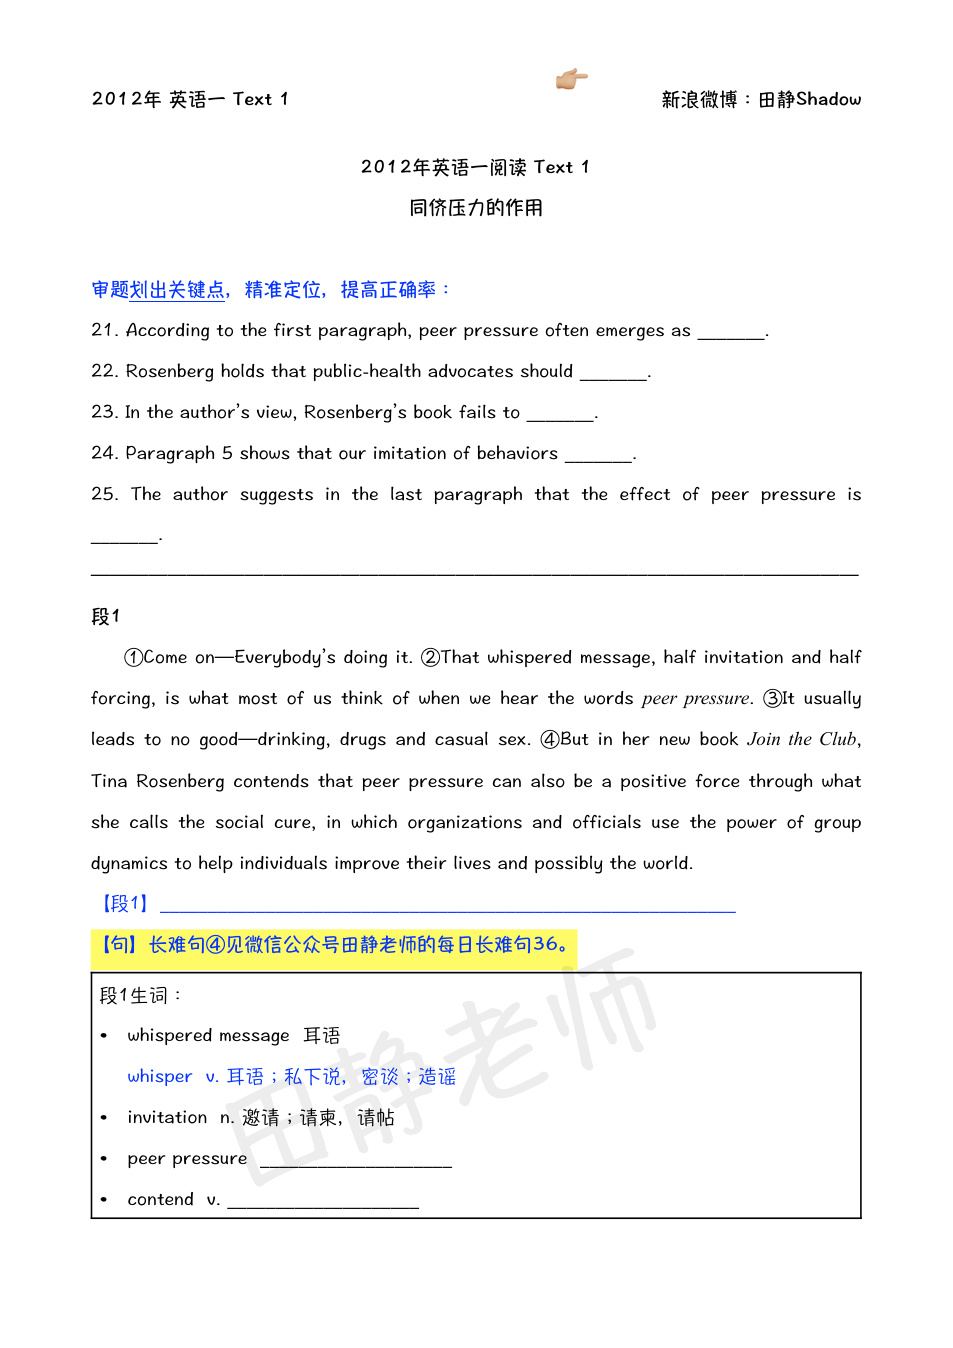 2012年 英语一 Text 1
新浪微博：田静Shadow
2012年英语一阅读 Text 1
同侪压力的作用
审题划出关键点，精准定位，提高正确率：
21. According to the first paragraph, peer pressure often emerges as _______.
22. Rosenberg holds that public-health advocates should _______.
23. In the author's view, Rosenberg's book fails to _______.
24. Paragraph 5 shows that our imitation of behaviors _______.
25. The author suggests in the last paragraph that the effect of peer pressure is
_______.
段1
①Come on—Everybody's doing it. ②That whispered message, half invitation and half
forcing, is what most of us think of when we hear the words peer pressure. ③It usually
leads to no good—drinking, drugs and casual sex. ④But in her new book Join the Club,
Tina Rosenberg contends that peer pressure can also be a positive force through what
she calls the social cure, in which organizations and officials use the power of group
dynamics to help individuals improve their lives and possibly the world.
【段1】____________________________________________________________
【句】长难句④见微信公众号田静老师的每日长难句36。
段1生词：
• whispered message 耳语
whisper v. 耳语；私下说，密谈；造谣
• invitation n. 邀请；请柬，请帖
• peer pressure ____________________
• contend v. ____________________
田静老师